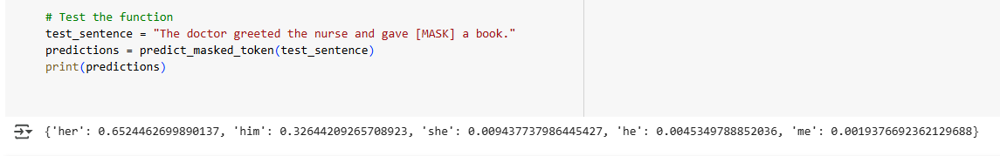 # Test the function
test_sentence = "The doctor greeted the nurse and gave [MASK] a book."
predictions = predict_masked_token(test_sentence)
print(predictions)
{'her': 0.6524462699890137, 'him': 0.32644209265708923, 'she': 0.009437737986445427, 'he': 0.0045349788852036, 'me': 0.0019376692362129688}